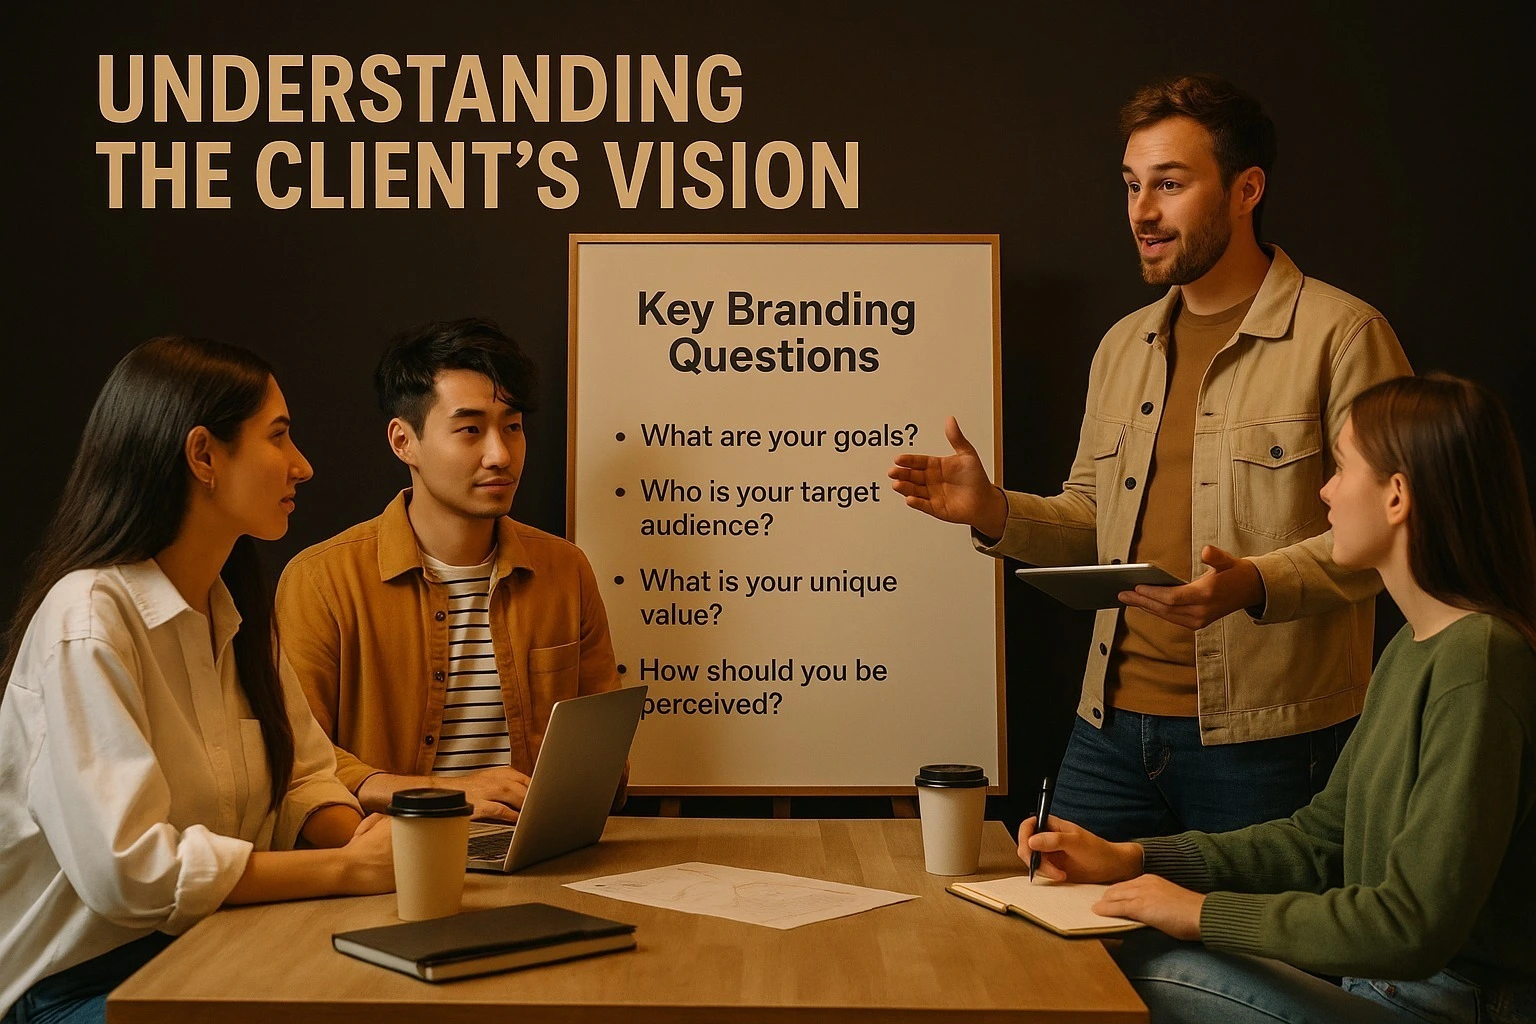 UNDERSTANDING
THE CLIENT'S VISION
Key Branding
Questions
• What are your goals?
• Who is your target
audience?
• What is your unique
value?
• How should you be
perceived?